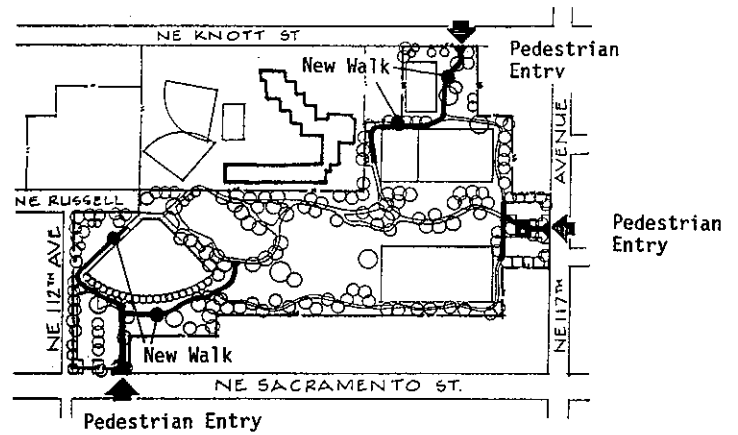 NE KNOTT ST
Pedestrian
Entry
New Walk
AVENUE
NE RUSSELL
Pedestrian
Entry
NE 112TH AVE
NE 117TH
New Walk
NE SACRAMENTO ST.
Pedestrian Entry